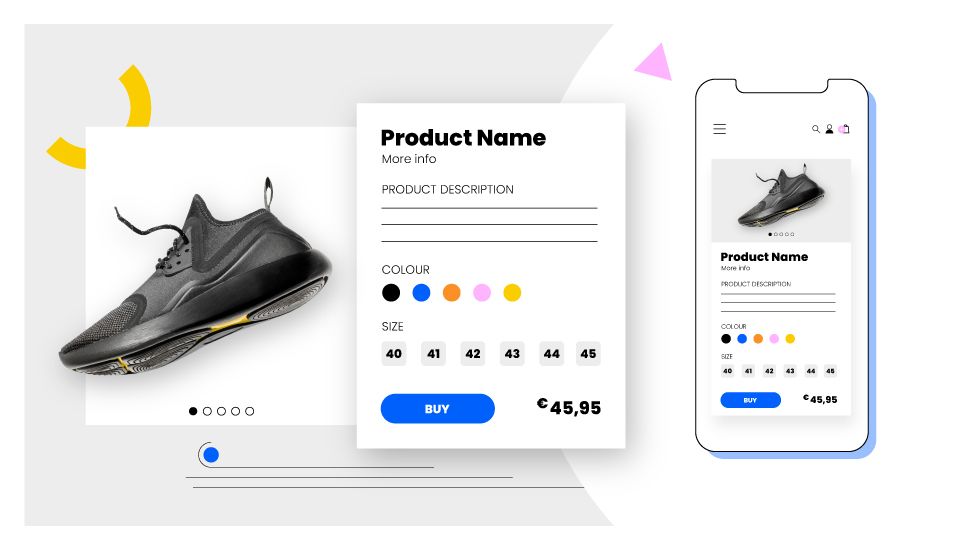 Product Name
More info
PRODUCT DESCRIPTION
COLOUR
SIZE
40 41 42 43 44 45
BUY €45,95
Product Name
More info
PRODUCT DESCRIPTION
COLOUR
SIZE
40 41 42 43 44 45
BUY €45,95